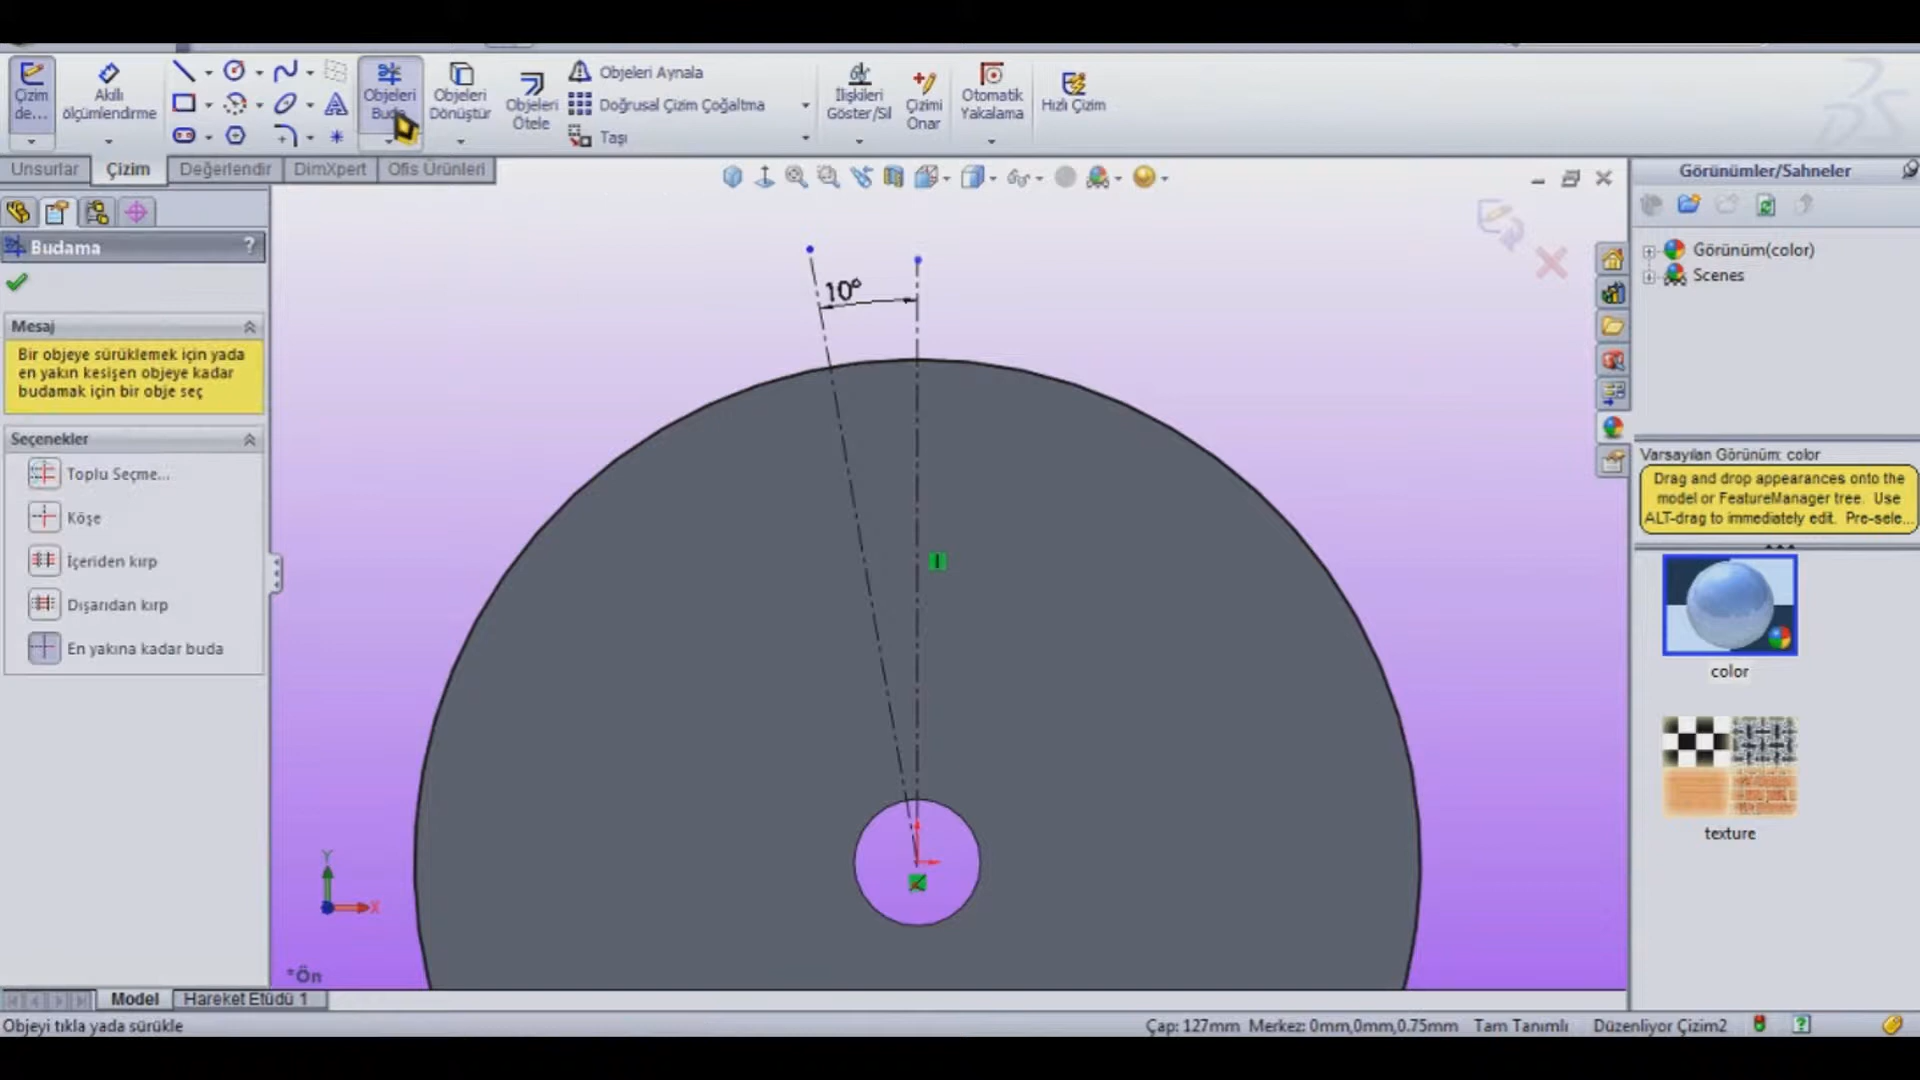 Çizim
de...
Akıllı
ölçümlendirme
Objeleri
Buda
Objeleri
Dönüştür
Objeleri
Ötele
Objeleri Aynala
Doğrusal Çizim Çoğaltma
Taşı
İlişkileri
Göster/Sil
Çizimi
Onar
Otomatik
Yakalama
Hızlı Çizim
Unsurlar
Çizim
Değerlendir
DimXpert
Ofis Ürünleri
Budama
?
Mesaj
Bir objeye sürüklemek için yada
en yakın kesişen objeye kadar
budamak için bir obje seç
Seçenekler
Toplu Seçme...
Köşe
İçeriden kırp
Dışarıdan kırp
En yakına kadar buda
10°
Y
X
*Ön
Görünümler/Sahneler
Görünüm(color)
Scenes
Varsayılan Görünüm: color
Drag and drop appearances onto the
model or FeatureManager tree. Use
ALT-drag to immediately edit. Pre-sele...
color
texture
Model
Hareket Etüdü 1
Objeyi tıkla yada sürükle
Çap: 127mm Merkez: 0mm,0mm,0.75mm
Tam Tanımlı
Düzenliyor Çizim2
?